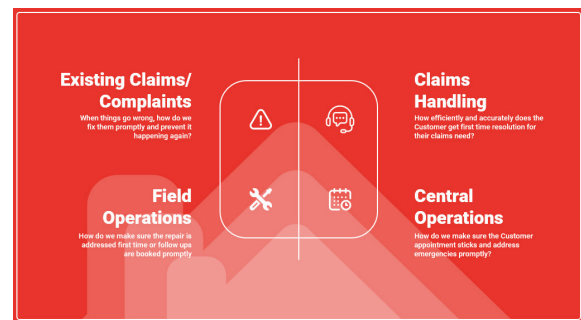 Existing Claims/
Complaints
When things go wrong, how do we
fix them promptly and prevent it
happening again?
Claims
Handling
How efficiently and accurately does the
Customer get first time resolution for
their claims need?
Field
Operations
How do we make sure the repair is
addressed first time or follow ups
are booked promptly
Central
Operations
How do we make sure the Customer
appointment sticks and address
emergencies promptly?